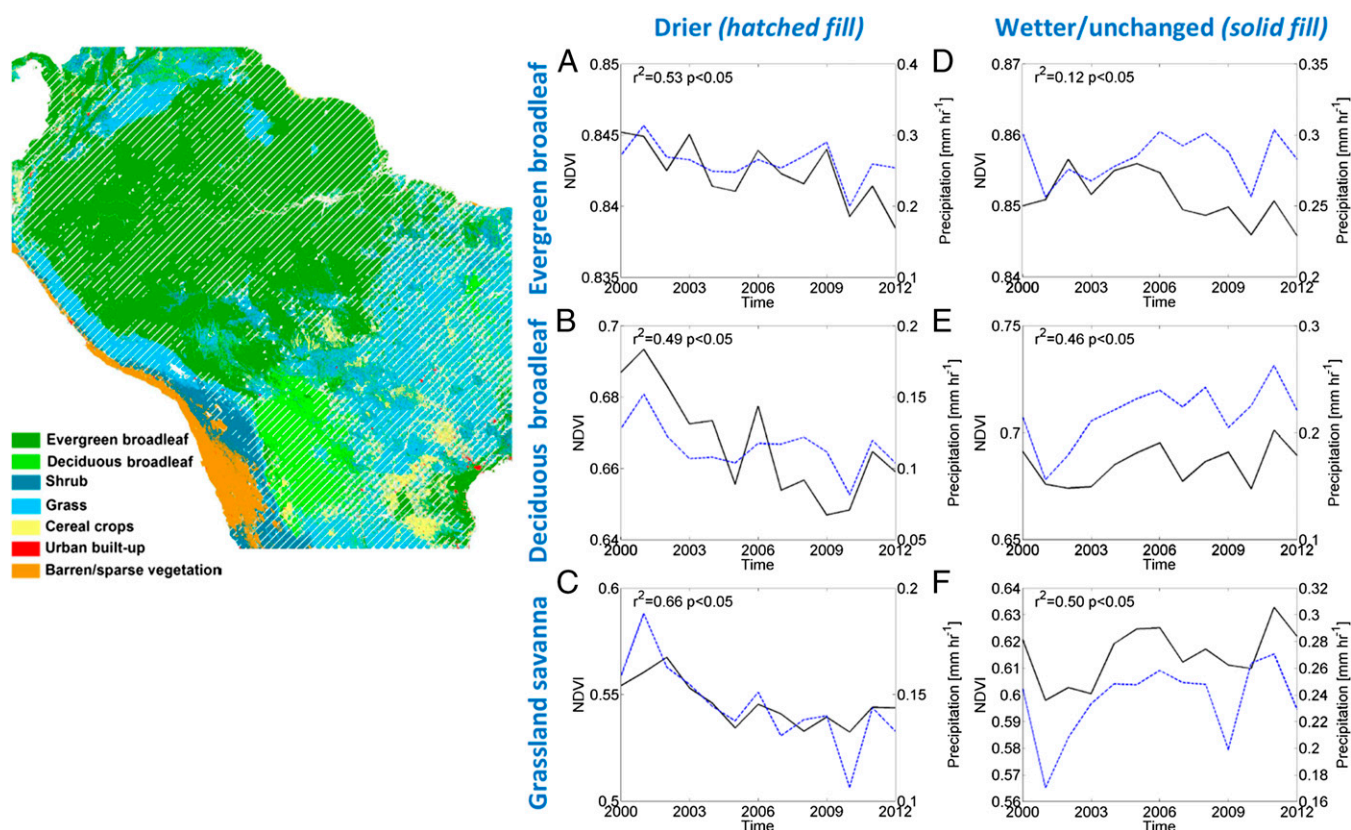 Drier (hatched fill)
Wetter/unchanged (solid fill)
Evergreen broadleaf
Deciduous broadleaf
Shrub
Grass
Cereal crops
Urban built-up
Barren/sparse vegetation
Evergreen broadleaf
A
r²=0.53 p<0.05
0.85
0.845
0.84
0.835
NDVI
0.4
0.3
0.2
0.1
Precipitation [mm hr⁻¹]
2000 2003 2006 2009 2012
Time
D
r²=0.12 p<0.05
0.87
0.86
0.85
0.84
NDVI
0.35
0.3
0.25
0.2
Precipitation [mm hr⁻¹]
2000 2003 2006 2009 2012
Time
Deciduous broadleaf
B
r²=0.49 p<0.05
0.7
0.68
0.66
0.64
NDVI
0.2
0.15
0.1
0.05
Precipitation [mm hr⁻¹]
2000 2003 2006 2009 2012
Time
E
r²=0.46 p<0.05
0.75
0.7
0.65
NDVI
0.3
0.2
0.1
Precipitation [mm hr⁻¹]
2000 2003 2006 2009 2012
Time
Grassland savanna
C
r²=0.66 p<0.05
0.6
0.55
0.5
NDVI
0.2
0.15
0.1
Precipitation [mm hr⁻¹]
2000 2003 2006 2009 2012
Time
F
r²=0.50 p<0.05
0.64
0.63
0.62
0.61
0.6
0.59
0.58
0.57
0.56
NDVI
0.32
0.3
0.28
0.26
0.24
0.22
0.2
0.18
0.16
Precipitation [mm hr⁻¹]
2000 2003 2006 2009 2012
Time